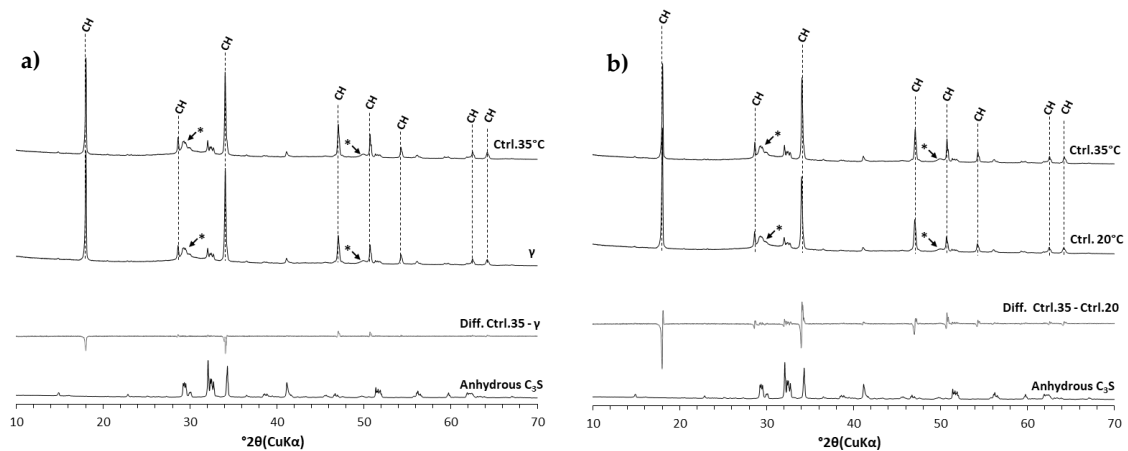 a)
CH
CH
CH
CH
CH
CH
CH
CH
*
*
Ctrl.35°C
*
*
γ
Diff. Ctrl.35 - γ
Anhydrous C₃S
10 20 30 40 50 60 70
°2θ(CuKα)
b)
CH
CH
CH
CH
CH
CH
CH
CH
*
*
Ctrl.35°C
*
*
Ctrl. 20°C
Diff. Ctrl.35 - Ctrl.20
Anhydrous C₃S
10 20 30 40 50 60 70
°2θ(CuKα)